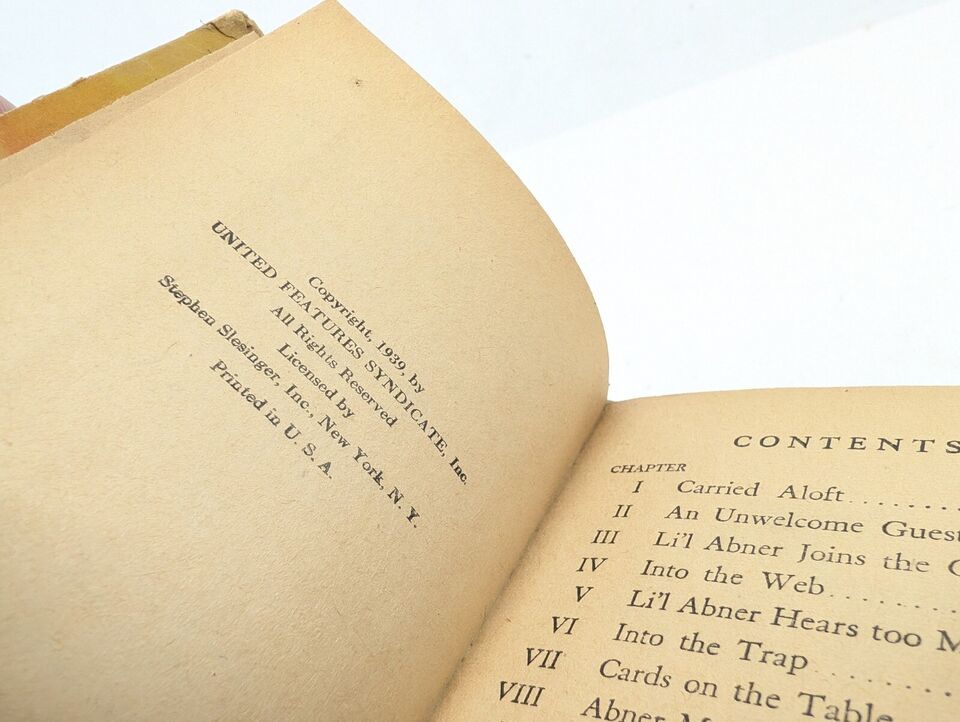 Copyright, 1939, by
UNITED FEATURES SYNDICATE, Inc.
All Rights Reserved
Licensed by
Stephen Slesinger, Inc., New York, N. Y.
Printed in U. S. A.
CONTENTS
CHAPTER
I Carried Aloft
II An Unwelcome Guest
III Li'l Abner Joins the
IV Into the Web
V Li'l Abner Hears too
VI Into the Trap
VII Cards on the Table
VIII Abner